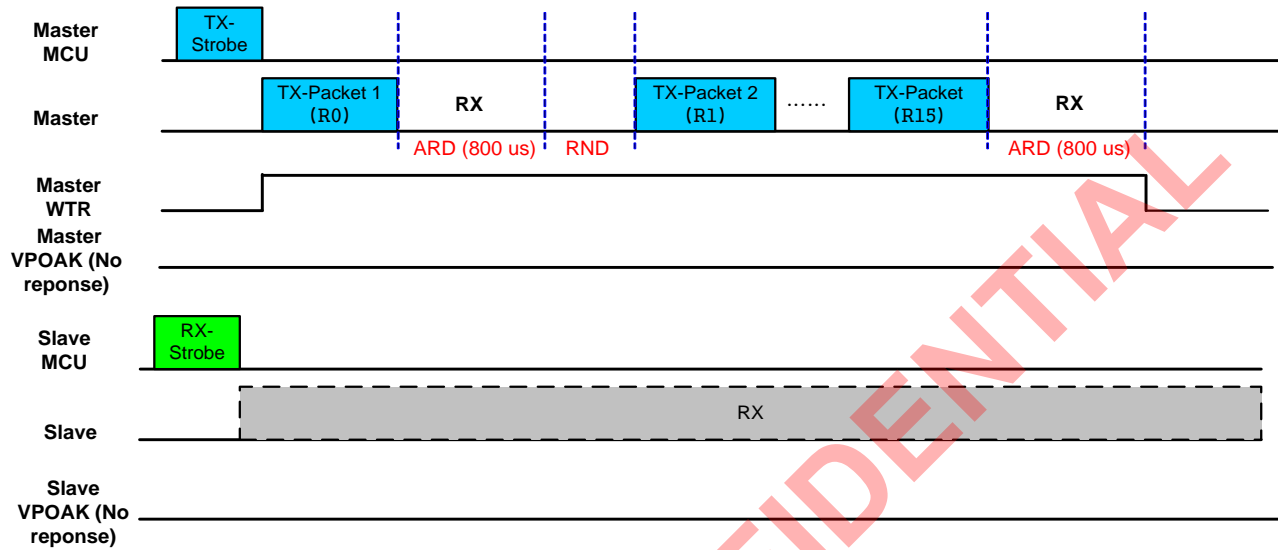 Master
MCU
TX-
Strobe
Master
TX-Packet 1
(R0)
RX
TX-Packet 2
(R1)
……
TX-Packet
(R15)
RX
ARD (800 us)
RND
ARD (800 us)
Master
WTR
Master
VPOAK (No
reponse)
Slave
MCU
RX-
Strobe
Slave
RX
Slave
VPOAK (No
reponse)
FIDENTIAL